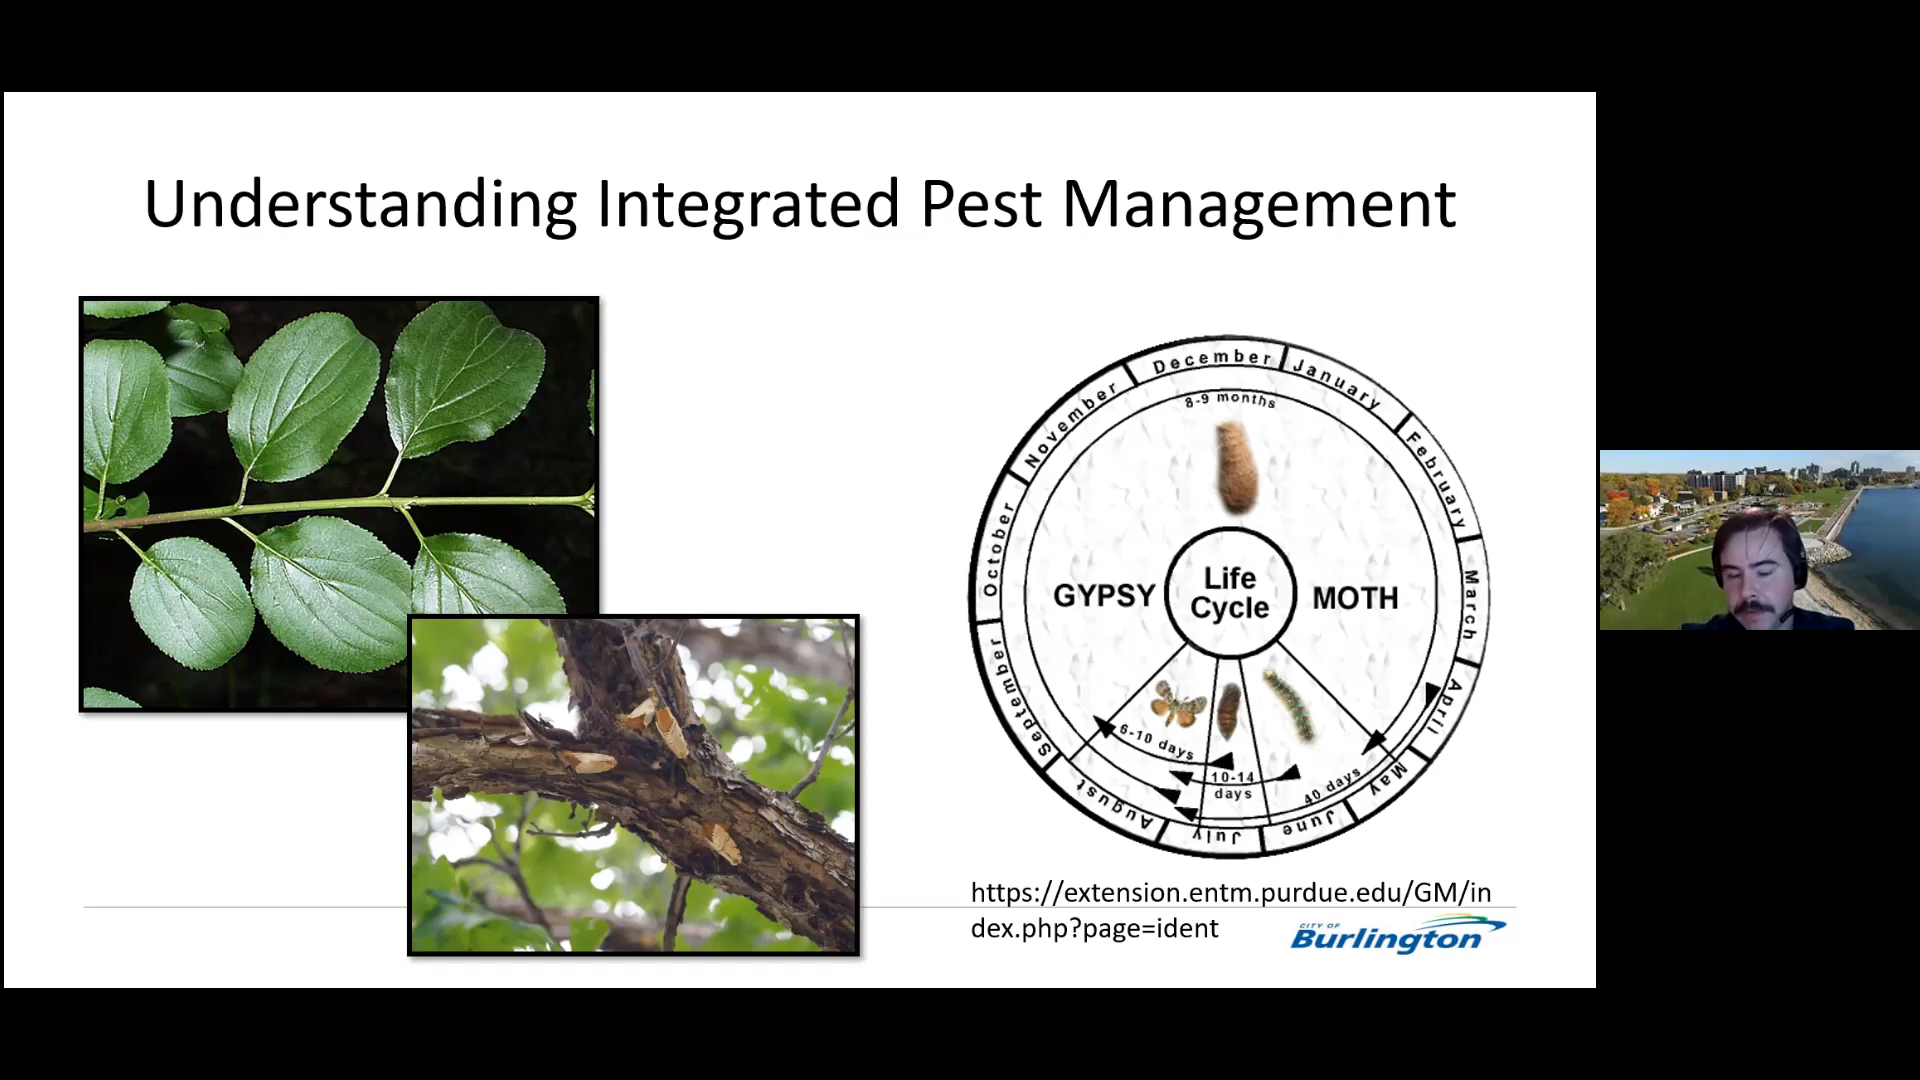 Understanding Integrated Pest Management
December
January
February
March
April
May
June
July
August
September
October
November
8-9 months
GYPSY
Life
Cycle
MOTH
6-10 days
10-14
days
40 days
https://extension.entm.purdue.edu/GM/in
dex.php?page=ident
CITY OF
Burlington